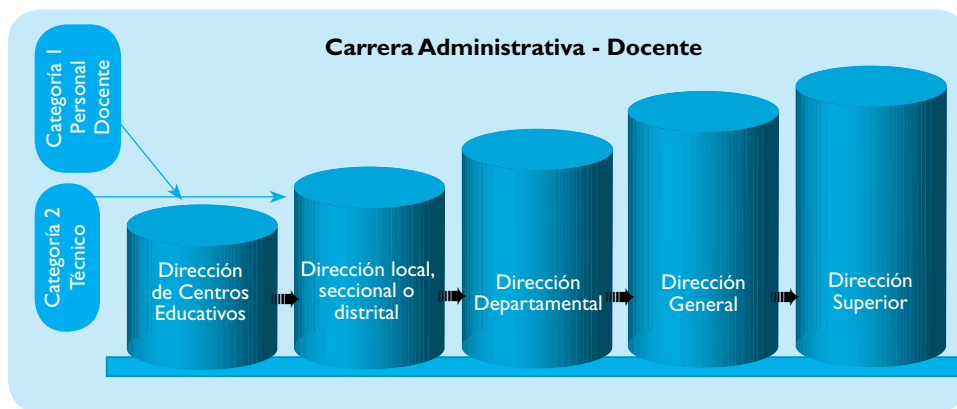 Carrera Administrativa - Docente
Categoría 1
Personal
Docente
Categoría 2
Técnico
Dirección
de Centros
Educativos
Dirección local,
seccional o
distrital
Dirección
Departamental
Dirección
General
Dirección
Superior